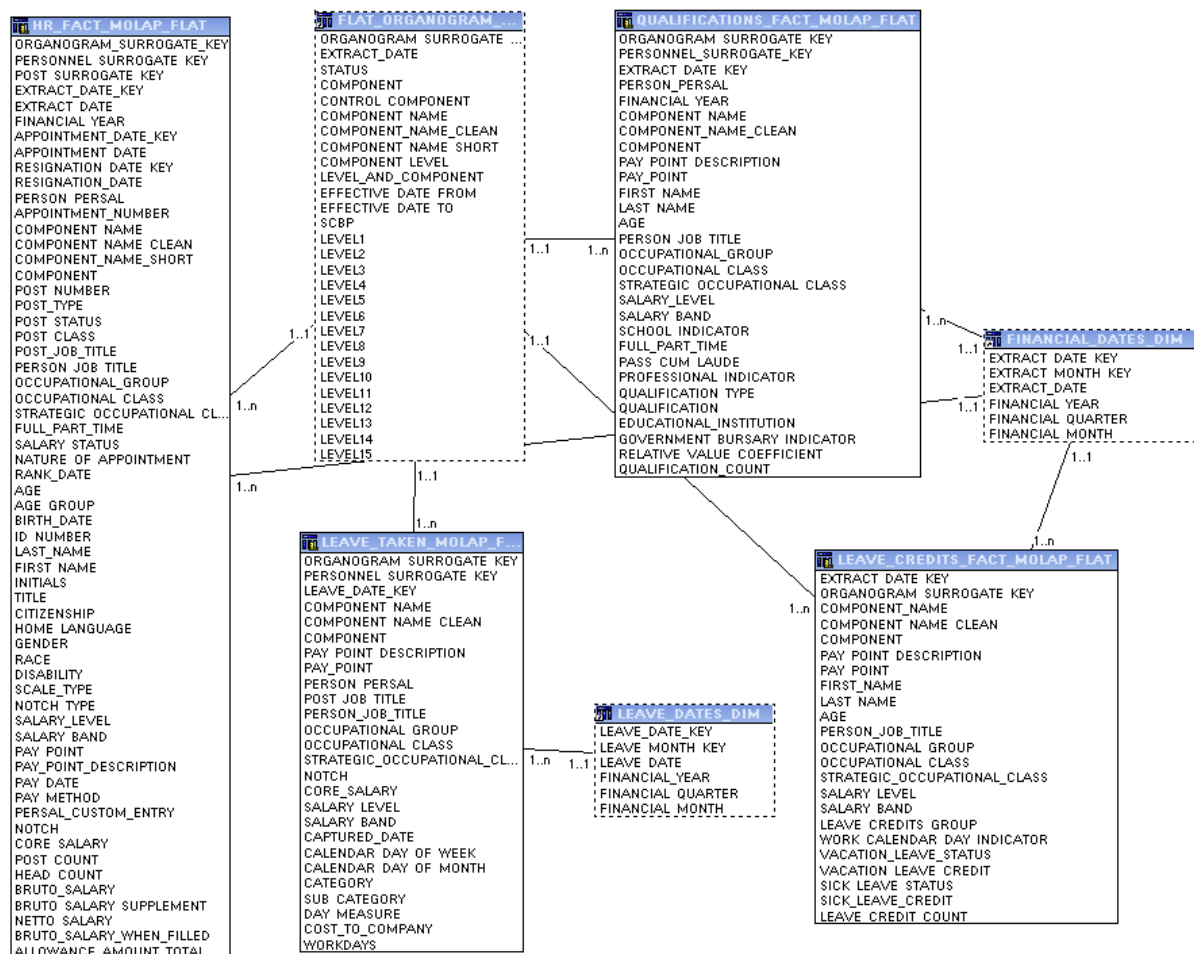 HR_FACT_MOLAP_FLAT
ORGANOGRAM_SURROGATE_KEY
PERSONNEL SURROGATE KEY
POST SURROGATE KEY
EXTRACT_DATE_KEY
EXTRACT DATE
FINANCIAL YEAR
APPOINTMENT_DATE_KEY
APPOINTMENT DATE
RESIGNATION DATE KEY
RESIGNATION_DATE
PERSON PERSAL
APPOINTMENT_NUMBER
COMPONENT NAME
COMPONENT NAME CLEAN
COMPONENT_NAME_SHORT
COMPONENT
POST NUMBER
POST_TYPE
POST STATUS
POST CLASS
POST_JOB_TITLE
PERSON JOB TITLE
OCCUPATIONAL_GROUP
OCCUPATIONAL CLASS
STRATEGIC OCCUPATIONAL CL...
FULL_PART_TIME
SALARY STATUS
NATURE OF APPOINTMENT
RANK_DATE
AGE
AGE GROUP
BIRTH_DATE
ID NUMBER
LAST_NAME
FIRST NAME
INITIALS
TITLE
CITIZENSHIP
HOME LANGUAGE
GENDER
RACE
DISABILITY
SCALE_TYPE
NOTCH TYPE
SALARY_LEVEL
SALARY BAND
PAY POINT
PAY_POINT_DESCRIPTION
PAY DATE
PAY METHOD
PERSAL_CUSTOM_ENTRY
NOTCH
CORE SALARY
POST COUNT
HEAD COUNT
BRUTO_SALARY
BRUTO SALARY SUPPLEMENT
NETTO SALARY
BRUTO_SALARY_WHEN_FILLED
ALLOWANCE AMOUNT TOTAL
FLAT_ORGANOGRAM_...
ORGANOGRAM SURROGATE ...
EXTRACT_DATE
STATUS
COMPONENT
CONTROL COMPONENT
COMPONENT NAME
COMPONENT_NAME_CLEAN
COMPONENT NAME SHORT
COMPONENT LEVEL
LEVEL_AND_COMPONENT
EFFECTIVE DATE FROM
EFFECTIVE DATE TO
SCBP
LEVEL1
LEVEL2
LEVEL3
LEVEL4
LEVEL5
LEVEL6
LEVEL7
LEVEL8
LEVEL9
LEVEL10
LEVEL11
LEVEL12
LEVEL13
LEVEL14
LEVEL15
QUALIFICATIONS_FACT_MOLAP_FLAT
ORGANOGRAM SURROGATE KEY
PERSONNEL_SURROGATE_KEY
EXTRACT DATE KEY
PERSON_PERSAL
FINANCIAL YEAR
COMPONENT NAME
COMPONENT_NAME_CLEAN
COMPONENT
PAY POINT DESCRIPTION
PAY_POINT
FIRST NAME
LAST NAME
AGE
PERSON JOB TITLE
OCCUPATIONAL_GROUP
OCCUPATIONAL CLASS
STRATEGIC OCCUPATIONAL CLASS
SALARY_LEVEL
SALARY BAND
SCHOOL INDICATOR
FULL_PART_TIME
PASS CUM LAUDE
PROFESSIONAL INDICATOR
QUALIFICATION TYPE
QUALIFICATION
EDUCATIONAL_INSTITUTION
GOVERNMENT BURSARY INDICATOR
RELATIVE VALUE COEFFICIENT
QUALIFICATION_COUNT
FINANCIAL_DATES_DIM
EXTRACT DATE KEY
EXTRACT MONTH KEY
EXTRACT_DATE
FINANCIAL YEAR
FINANCIAL QUARTER
FINANCIAL MONTH
1..1
1..n
1..n
1..1
1..1
1..1
1..n
1..n
1..1
1..n
1..1
1..1
1..n
1..n
LEAVE_TAKEN_MOLAP_F...
ORGANOGRAM SURROGATE KEY
PERSONNEL SURROGATE KEY
LEAVE_DATE_KEY
COMPONENT NAME
COMPONENT NAME CLEAN
COMPONENT
PAY POINT DESCRIPTION
PAY_POINT
PERSON PERSAL
POST JOB TITLE
PERSON_JOB_TITLE
OCCUPATIONAL GROUP
OCCUPATIONAL CLASS
STRATEGIC_OCCUPATIONAL_CL...
NOTCH
CORE_SALARY
SALARY LEVEL
SALARY BAND
CAPTURED_DATE
CALENDAR DAY OF WEEK
CALENDAR DAY OF MONTH
CATEGORY
SUB CATEGORY
DAY MEASURE
COST_TO_COMPANY
WORKDAYS
1..n
1..1
LEAVE_DATES_DIM
LEAVE_DATE_KEY
LEAVE MONTH KEY
LEAVE DATE
FINANCIAL_YEAR
FINANCIAL QUARTER
FINANCIAL MONTH
LEAVE_CREDITS_FACT_MOLAP_FLAT
EXTRACT DATE KEY
ORGANOGRAM SURROGATE KEY
COMPONENT_NAME
COMPONENT NAME CLEAN
COMPONENT
PAY POINT DESCRIPTION
PAY POINT
FIRST_NAME
LAST NAME
AGE
PERSON_JOB_TITLE
OCCUPATIONAL GROUP
OCCUPATIONAL CLASS
STRATEGIC_OCCUPATIONAL_CLASS
SALARY LEVEL
SALARY BAND
LEAVE CREDITS GROUP
WORK CALENDAR DAY INDICATOR
VACATION_LEAVE_STATUS
VACATION LEAVE CREDIT
SICK LEAVE STATUS
SICK_LEAVE_CREDIT
LEAVE CREDIT COUNT